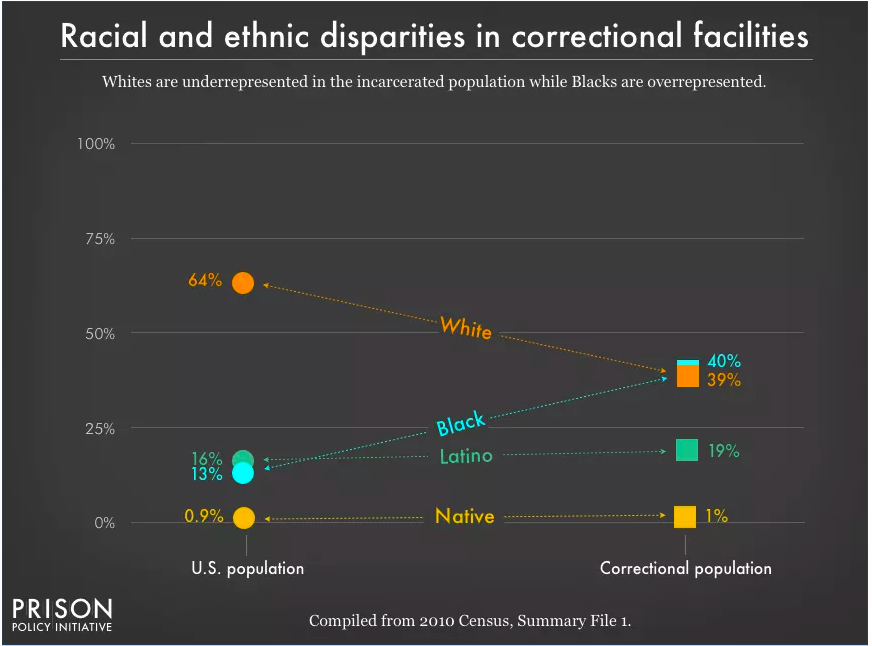 Racial and ethnic disparities in correctional facilities
Whites are underrepresented in the incarcerated population while Blacks are overrepresented.
100%
75%
64%
White
50%
40%
39%
Black
25%
16%
Latino
19%
13%
0.9%
Native
1%
0%
U.S. population
Correctional population
PRISON
POLICY INITIATIVE
Compiled from 2010 Census, Summary File 1.